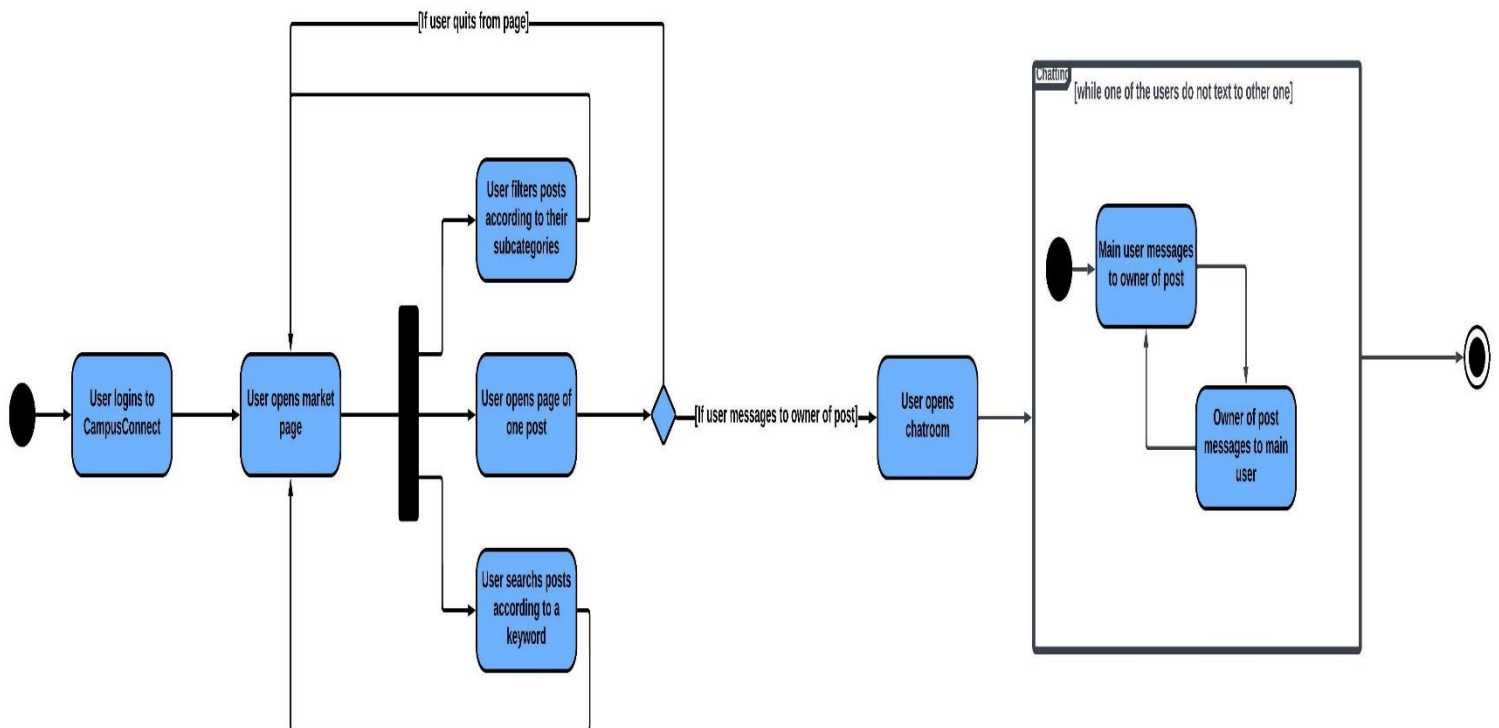 [If user quits from page]
Chatting
[while one of the users do not text to other one]
User filters posts
according to their
subcategories
Main user messages
to owner of post
User logins to
CampusConnect
User opens market
page
User opens page of
one post
[If user messages to owner of post]
User opens
chatroom
Owner of post
messages to main
user
User searchs posts
according to a
keyword